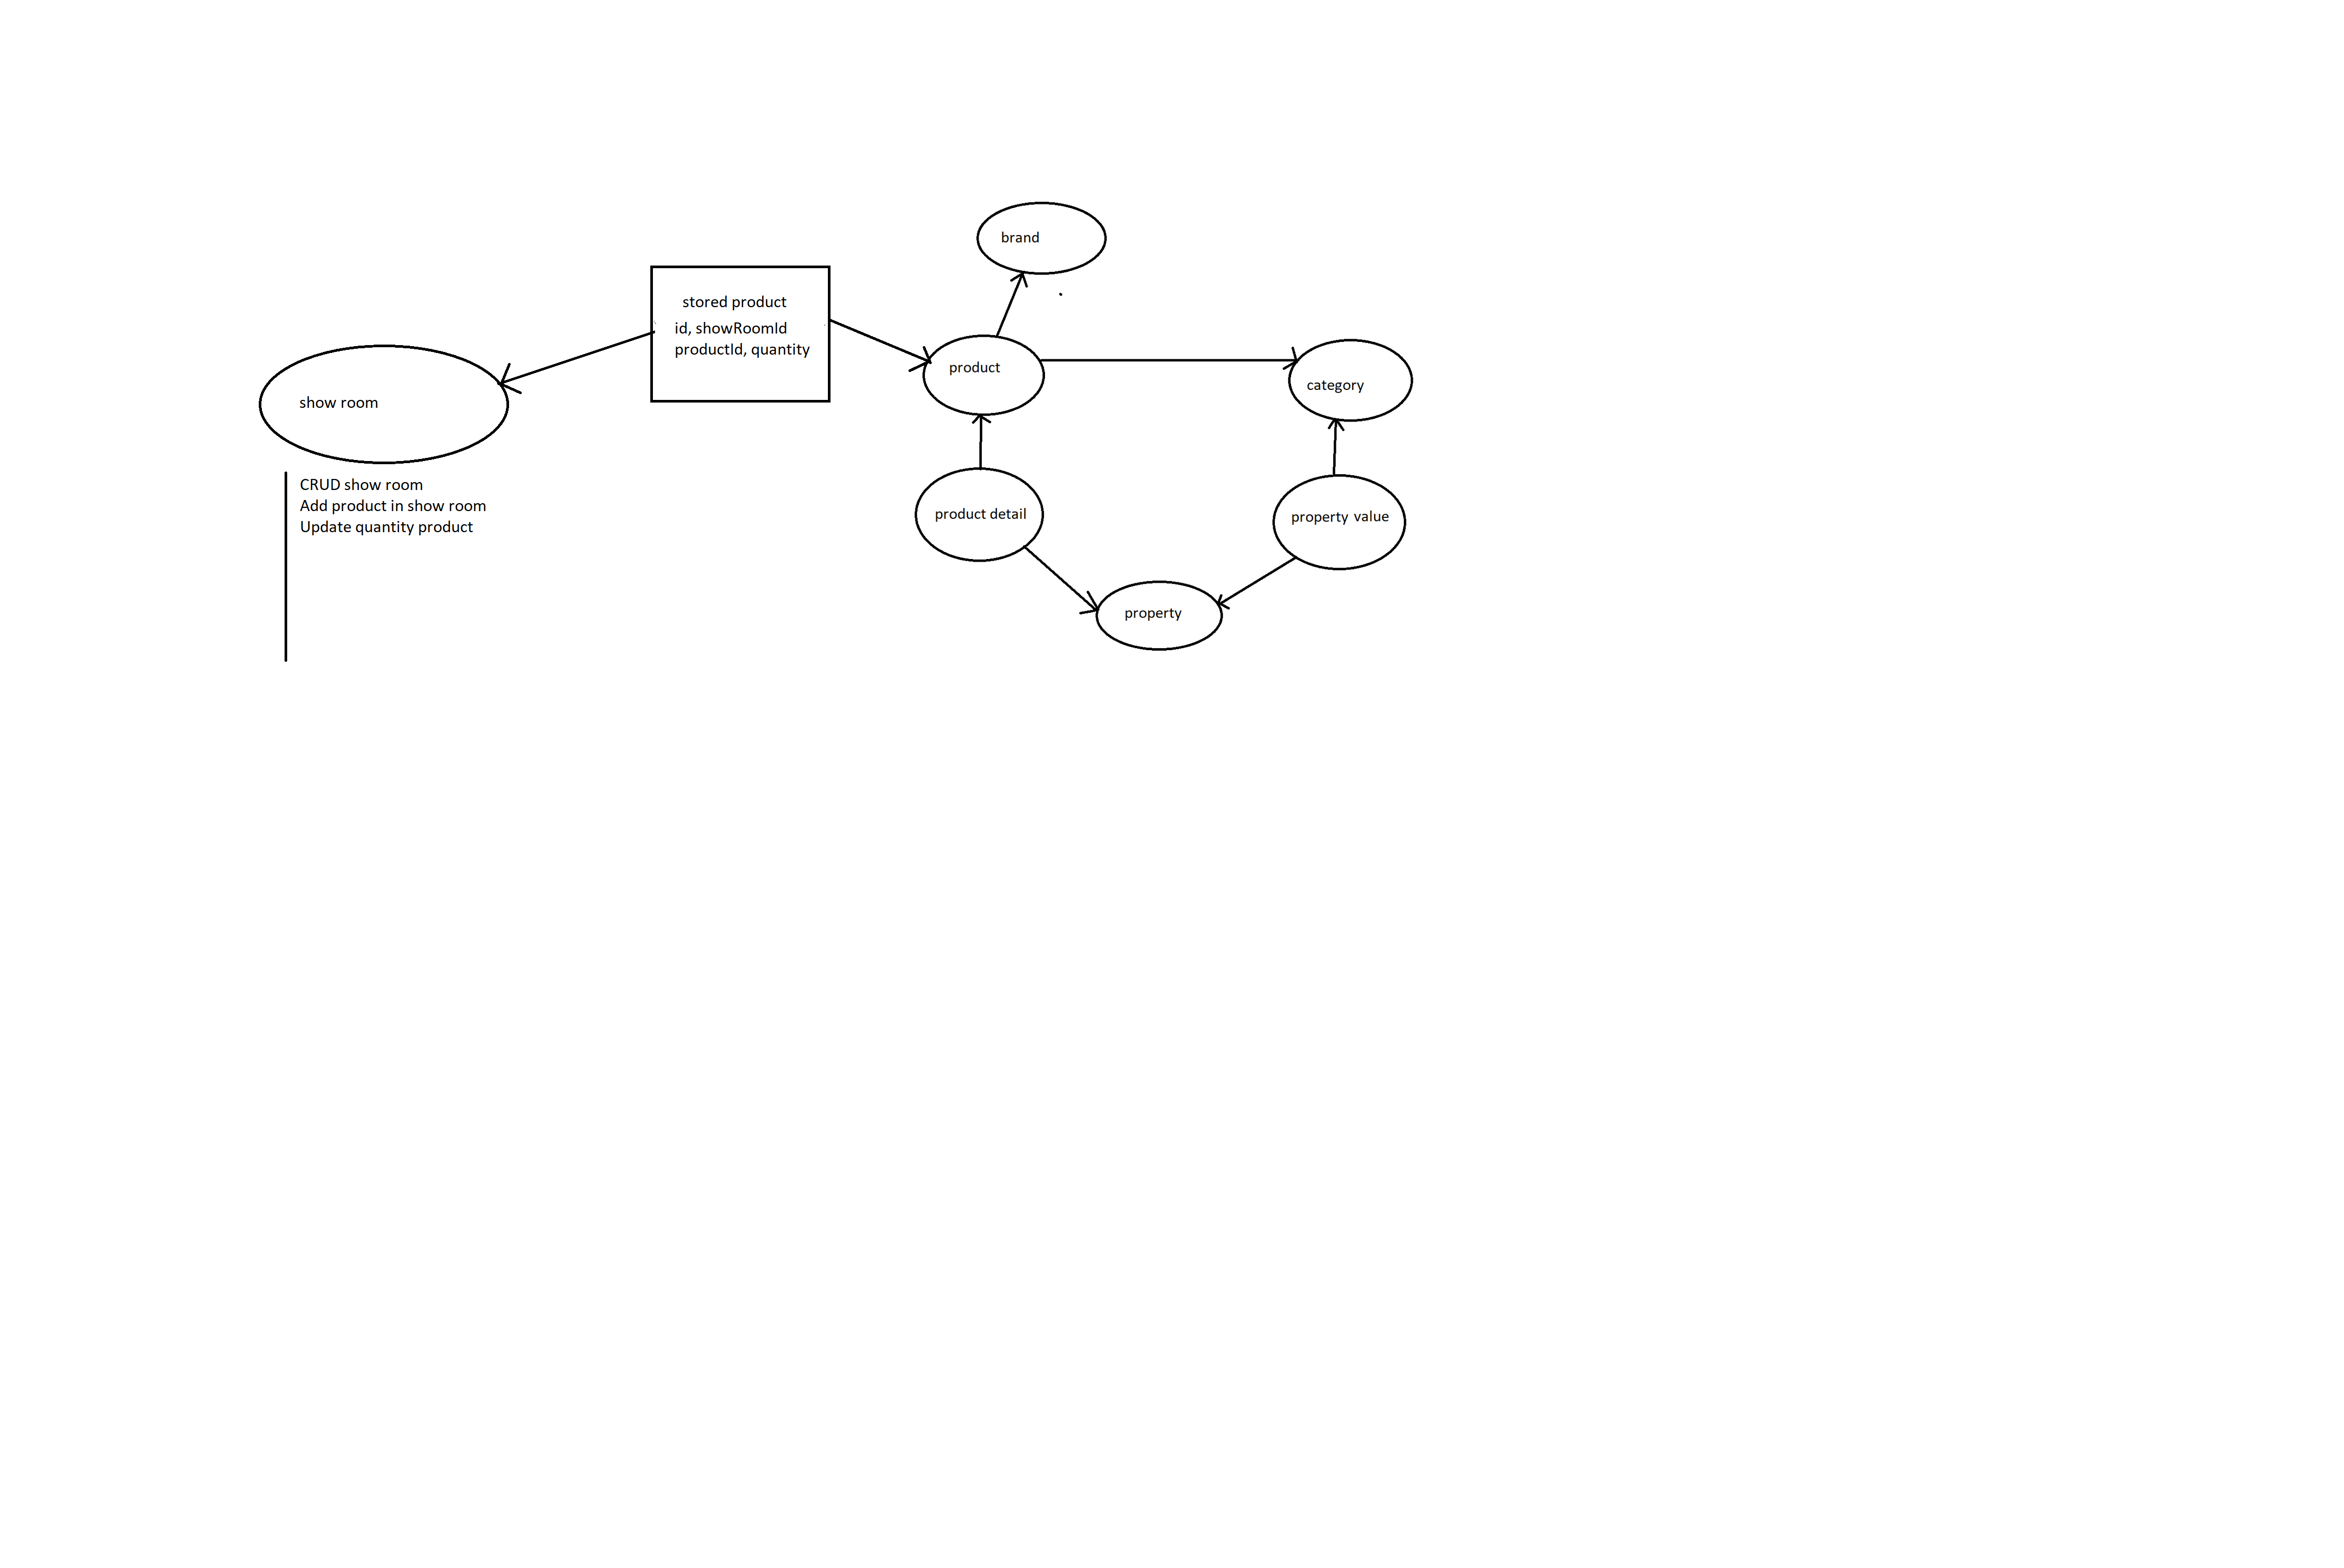 brand
stored product
id, showRoomId
productId, quantity
product
category
show room
CRUD show room
Add product in show room
Update quantity product
product detail
property value
property